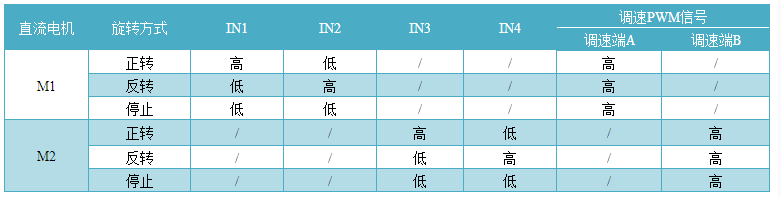 直流电机 旋转方式 IN1 IN2 IN3 IN4 调速PWM信号
调速端A 调速端B
M1 正转 高 低 / / 高 /
反转 低 高 / / 高 /
停止 低 低 / / 高 /
M2 正转 / / 高 低 / 高
反转 / / 低 高 / 高
停止 / / 低 低 / 高